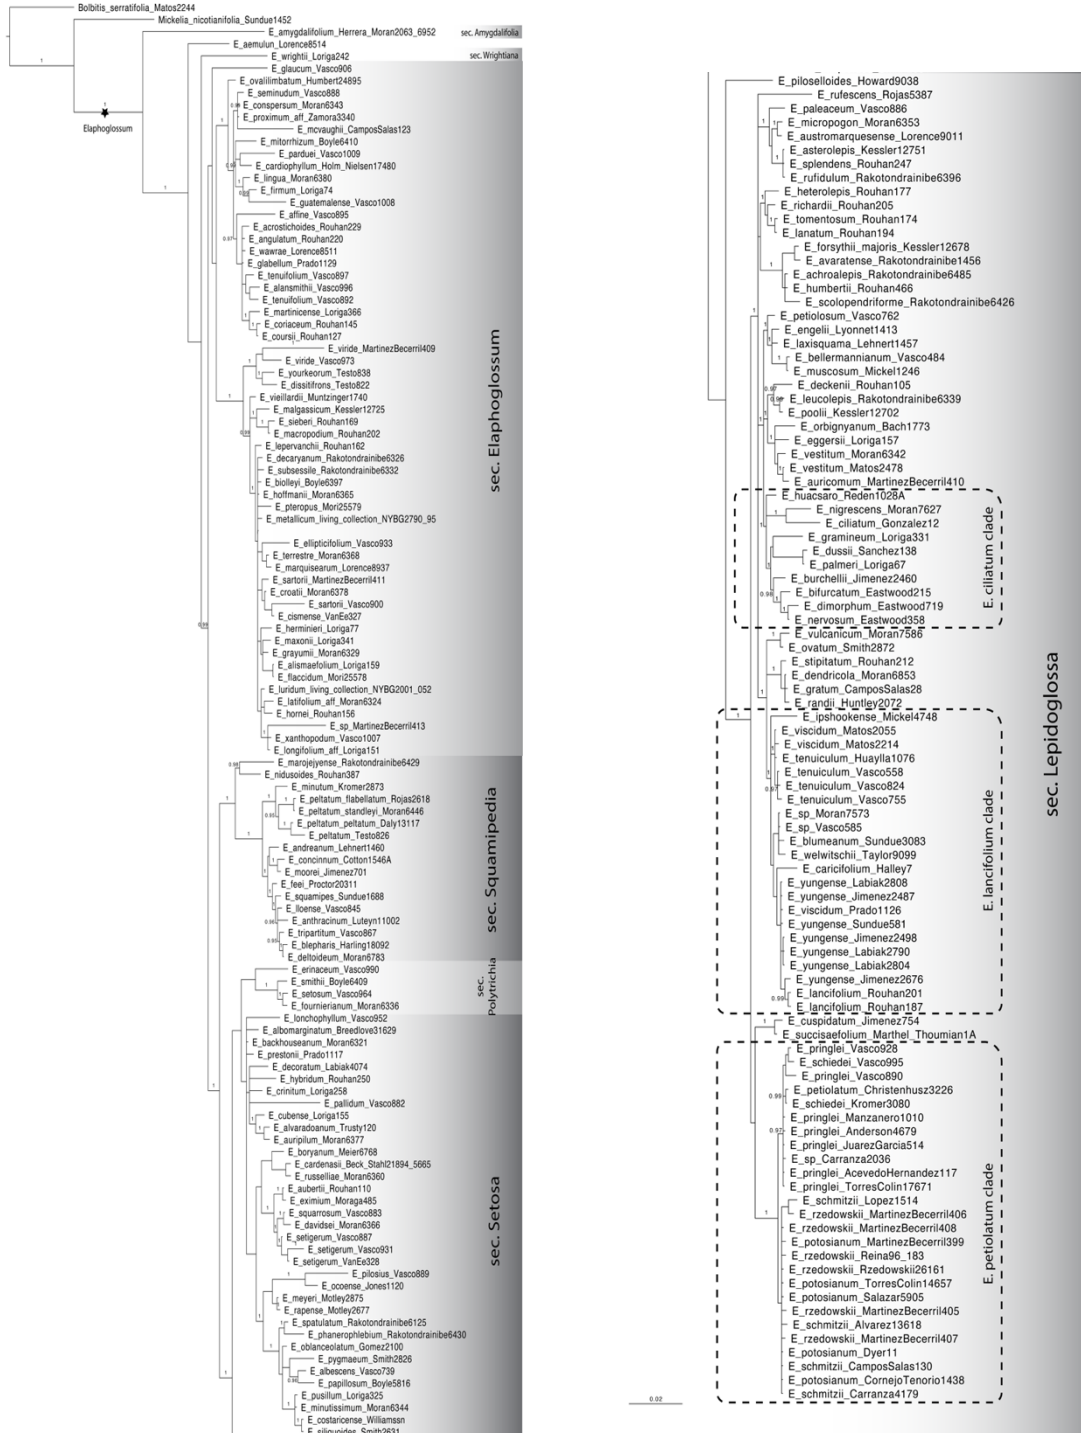 Bolbitis_serratifolia_Matos2244
Mickelia_nicotianifolia_Sundue1452
E_amygdalifolium_Herrera_Moran2063_6952
sec. Amygdalifolia
E_aemulun_Lorence8514
E_wrightii_Loriga242
sec. Wrightiana
E_glaucum_Vasco906
E_ovalilimbatum_Humbert24895
E_seminudum_Vasco888
E_conspersum_Moran6343
E_proximum_aff_Zamora3340
E_mcvaughii_CamposSalas123
E_mitorrhizum_Boyle6410
E_parduei_Vasco1009
E_cardiophyllum_Holm_Nielsen17480
E_lingua_Moran6380
E_firmum_Loriga74
E_guatemalense_Vasco1008
E_affine_Vasco895
E_acrostichoides_Rouhan229
E_angulatum_Rouhan220
E_wawrae_Lorence8511
E_glabellum_Prado1129
E_tenuifolium_Vasco897
E_alansmithii_Vasco996
E_tenuifolium_Vasco892
E_martinicense_Loriga366
E_coriaceum_Rouhan145
E_coursii_Rouhan127
E_viride_MartinezBecerril409
E_viride_Vasco973
E_yourkeorum_Testo838
E_dissitifrons_Testo822
E_vieillardii_Muntzinger1740
E_malgassicum_Kessler12725
E_sieberi_Rouhan169
E_macropodium_Rouhan202
E_lepervanchii_Rouhan162
E_decaryanum_Rakotondrainibe6326
E_subsessile_Rakotondrainibe6332
E_biolleyi_Boyle6397
E_hoffmanii_Moran6365
E_pteropus_Mori25579
E_metallicum_living_collection_NYBG2790_95
E_ellipticifolium_Vasco933
E_terrestre_Moran6368
E_marquisearum_Lorence8937
E_sartorii_MartinezBecerril411
E_croatii_Moran6378
E_sartorii_Vasco900
E_cismense_VanEe327
E_herminieri_Loriga77
E_maxonii_Loriga341
E_grayumii_Moran6329
E_alismaefolium_Loriga159
E_flaccidum_Mori25578
E_luridum_living_collection_NYBG2001_052
E_latifolium_aff_Moran6324
E_hornei_Rouhan156
E_sp_MartinezBecerril413
E_xanthopodum_Vasco1007
E_longifolium_aff_Loriga151
sec. Elaphoglossum
E_marojejyense_Rakotondrainibe6429
E_nidusoides_Rouhan387
E_minutum_Kromer2873
E_peltatum_flabellatum_Rojas2618
E_peltatum_standleyi_Moran6446
E_peltatum_peltatum_Daly13117
E_peltatum_Testo826
E_andreanum_Lehnert1460
E_concinnum_Cotton1546A
E_moorei_Jimenez701
E_feei_Proctor20311
E_squamipes_Sundue1688
E_lloense_Vasco845
E_anthracinum_Luteyn11002
E_tripartitum_Vasco867
E_blepharis_Harling18092
E_deltoideum_Moran6783
sec. Squamipedia
E_erinaceum_Vasco990
E_smithii_Boyle6409
E_setosum_Vasco964
E_fournierianum_Moran6336
sec.
Polytrichia
E_lonchophyllum_Vasco952
E_albomarginatum_Breedlove31629
E_backhouseanum_Moran6321
E_prestonii_Prado1117
E_decoratum_Labiak4074
E_hybridum_Rouhan250
E_crinitum_Loriga258
E_pallidum_Vasco882
E_cubense_Loriga155
E_alvaradoanum_Trusty120
E_auripilum_Moran6377
E_boryanum_Meier6768
E_cardenasii_Beck_Stahl21894_5665
E_russelliae_Moran6360
E_aubertii_Rouhan110
E_eximium_Moraga485
E_squarrosum_Vasco883
E_davidsei_Moran6366
E_setigerum_Vasco887
E_setigerum_Vasco931
E_setigerum_VanEe328
E_pilosius_Vasco889
E_ocoense_Jones1120
E_meyeri_Motley2875
E_rapense_Motley2677
E_spatulatum_Rakotondrainibe6125
E_phanerophlebium_Rakotondrainibe6430
E_oblanceolatum_Gomez2100
E_pygmaeum_Smith2826
E_albescens_Vasco739
E_papillosum_Boyle5816
E_pusillum_Loriga325
E_minutissimum_Moran6344
E_costaricense_Williamssn
E_siliquoides_Smith2631
sec. Setosa
Elaphoglossum
E_piloselloides_Howard9038
E_rufescens_Rojas5387
E_paleaceum_Vasco886
E_micropogon_Moran6353
E_austromarquesense_Lorence9011
E_asterolepis_Kessler12751
E_splendens_Rouhan247
E_rufidulum_Rakotondrainibe6396
E_heterolepis_Rouhan177
E_richardii_Rouhan205
E_tomentosum_Rouhan174
E_lanatum_Rouhan194
E_forsythii_majoris_Kessler12678
E_avaratense_Rakotondrainibe1456
E_achroalepis_Rakotondrainibe6485
E_humbertii_Rouhan466
E_scolopendriforme_Rakotondrainibe6426
E_petiolosum_Vasco762
E_engelii_Lyonnet1413
E_laxisquama_Lehnert1457
E_bellermannianum_Vasco484
E_muscosum_Mickel1246
E_deckenii_Rouhan105
E_leucolepis_Rakotondrainibe6339
E_poolii_Kessler12702
E_orbignyanum_Bach1773
E_eggersii_Loriga157
E_vestitum_Moran6342
E_vestitum_Matos2478
E_auricomum_MartinezBecerril410
E_huacsaro_Reden1028A
E_nigrescens_Moran7627
E_ciliatum_Gonzalez12
E_gramineum_Loriga331
E_dussii_Sanchez138
E_palmeri_Loriga67
E_burchellii_Jimenez2460
E_bifurcatum_Eastwood215
E_dimorphum_Eastwood719
E_nervosum_Eastwood358
E. ciliatum clade
E_vulcanicum_Moran7586
E_ovatum_Smith2872
E_stipitatum_Rouhan212
E_dendricola_Moran6853
E_gratum_CamposSalas28
E_randii_Huntley2072
E_ipshookense_Mickel4748
E_viscidum_Matos2055
E_viscidum_Matos2214
E_tenuiculum_Huaylla1076
E_tenuiculum_Vasco558
E_tenuiculum_Vasco824
E_tenuiculum_Vasco755
E_sp_Moran7573
E_sp_Vasco585
E_blumeanum_Sundue3083
E_welwitschii_Taylor9099
E_caricifolium_Halley7
E_yungense_Labiak2808
E_yungense_Jimenez2487
E_viscidum_Prado1126
E_yungense_Sundue581
E_yungense_Jimenez2498
E_yungense_Labiak2790
E_yungense_Labiak2804
E_yungense_Jimenez2676
E_lancifolium_Rouhan201
E_lancifolium_Rouhan187
E. lancifolium clade
E_cuspidatum_Jimenez754
E_succisaefolium_Marthel_Thoumian1A
E_pringlei_Vasco928
E_schiedei_Vasco995
E_pringlei_Vasco890
E_petiolatum_Christenhusz3226
E_schiedei_Kromer3080
E_pringlei_Manzanero1010
E_pringlei_Anderson4679
E_pringlei_JuarezGarcia514
E_sp_Carranza2036
E_pringlei_AcevedoHernandez117
E_pringlei_TorresColin17671
E_schmitzii_Lopez1514
E_rzedowskii_MartinezBecerril406
E_rzedowskii_MartinezBecerril408
E_potosianum_MartinezBecerril399
E_rzedowskii_Reina96_183
E_rzedowskii_Rzedowskii26161
E_potosianum_TorresColin14657
E_potosianum_Salazar5905
E_rzedowskii_MartinezBecerril405
E_schmitzii_Alvarez13618
E_rzedowskii_MartinezBecerril407
E_potosianum_Dyer11
E_schmitzii_CamposSalas130
E_potosianum_CornejoTenorio1438
E_schmitzii_Carranza4179
E. petiolatum clade
sec. Lepidoglossa
0.02